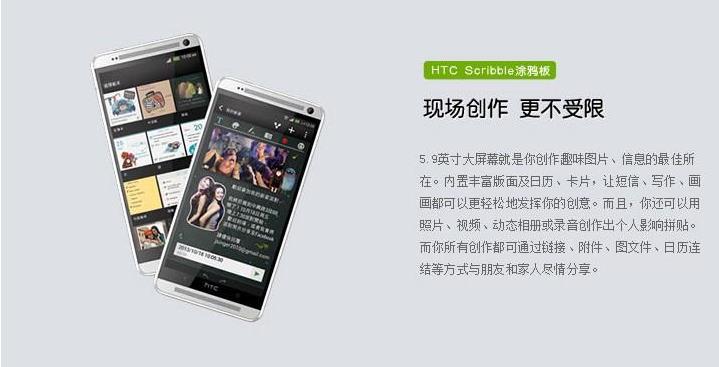 HTC Scribble涂鸦板
现场创作 更不受限
5.9英寸大屏幕就是你创作趣味图片、信息的最佳所
在。内置丰富版面及日历、卡片，让短信、写作、画
画都可以更轻松地发挥你的创意。而且，你还可以用
照片、视频、动态相册或录音创作出个人影响拼贴。
而你所有创作都可通过链接、附件、图文件、日历连
结等方式与朋友和家人尽情分享。
2013/10/18 10:05:30
hTC